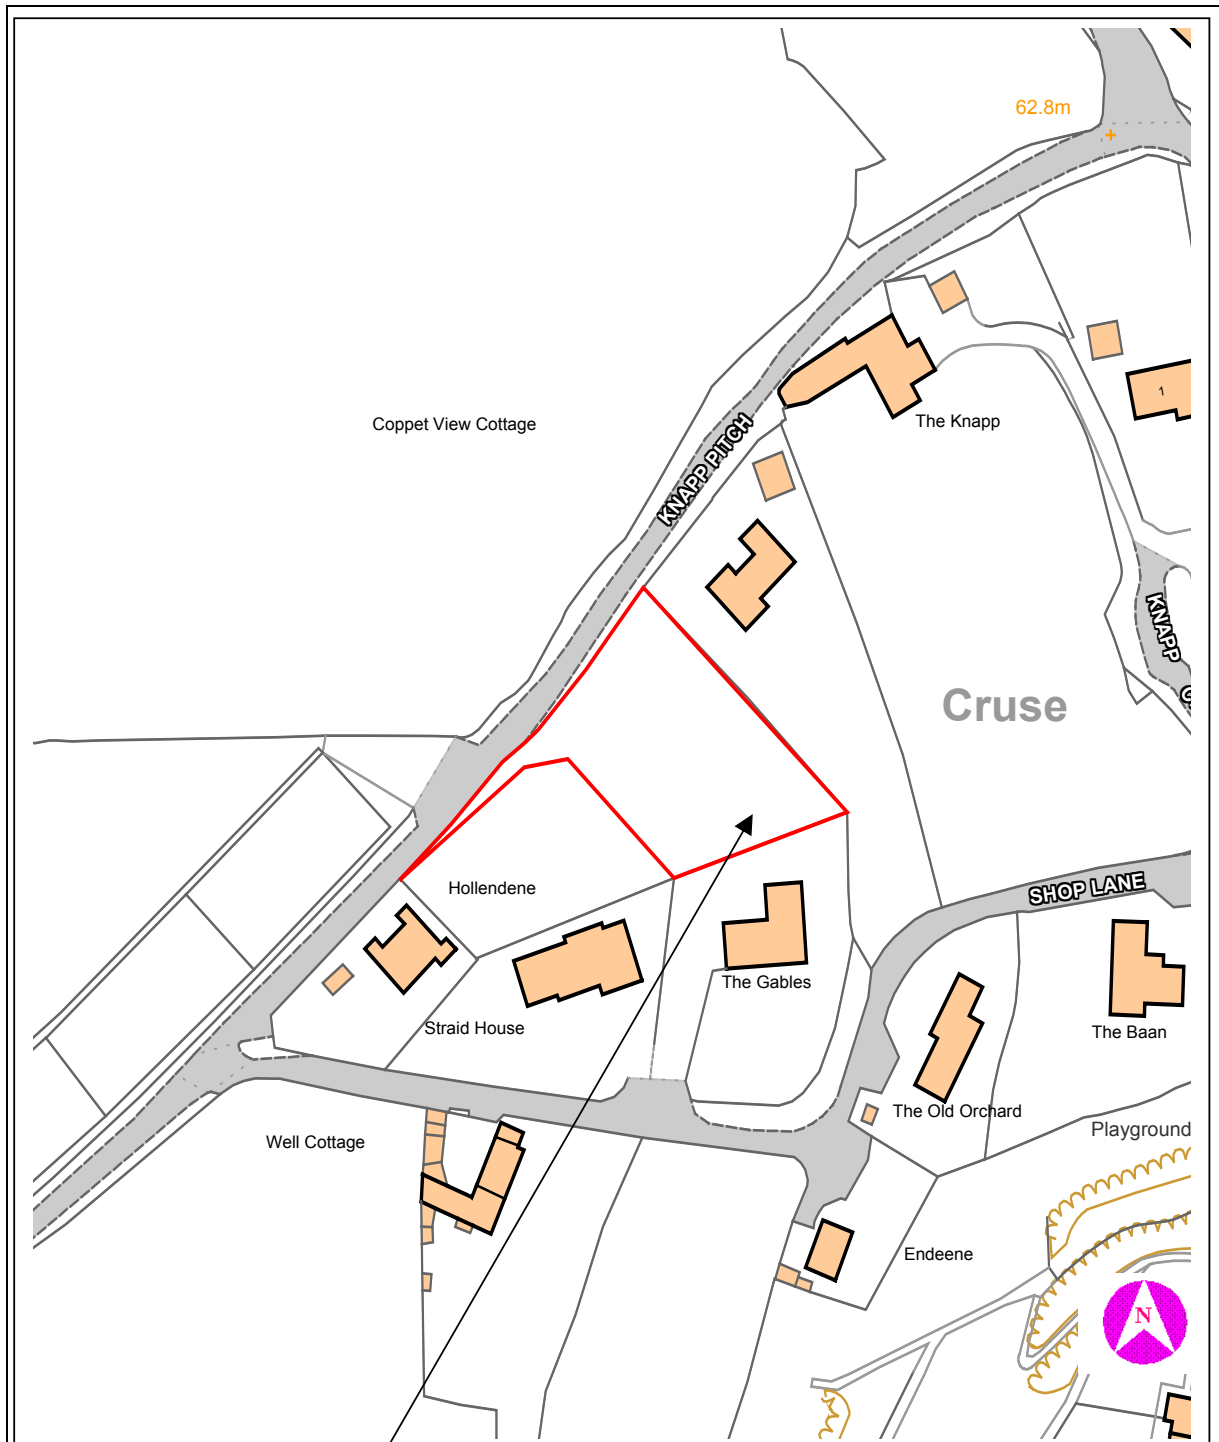 62.8m
Coppet View Cottage
The Knapp
1
KNAPP PITCH
KNAPP
Cruse
Hollendene
SHOP LANE
The Gables
Straid House
The Baan
The Old Orchard
Well Cottage
Playground
Endeene
N